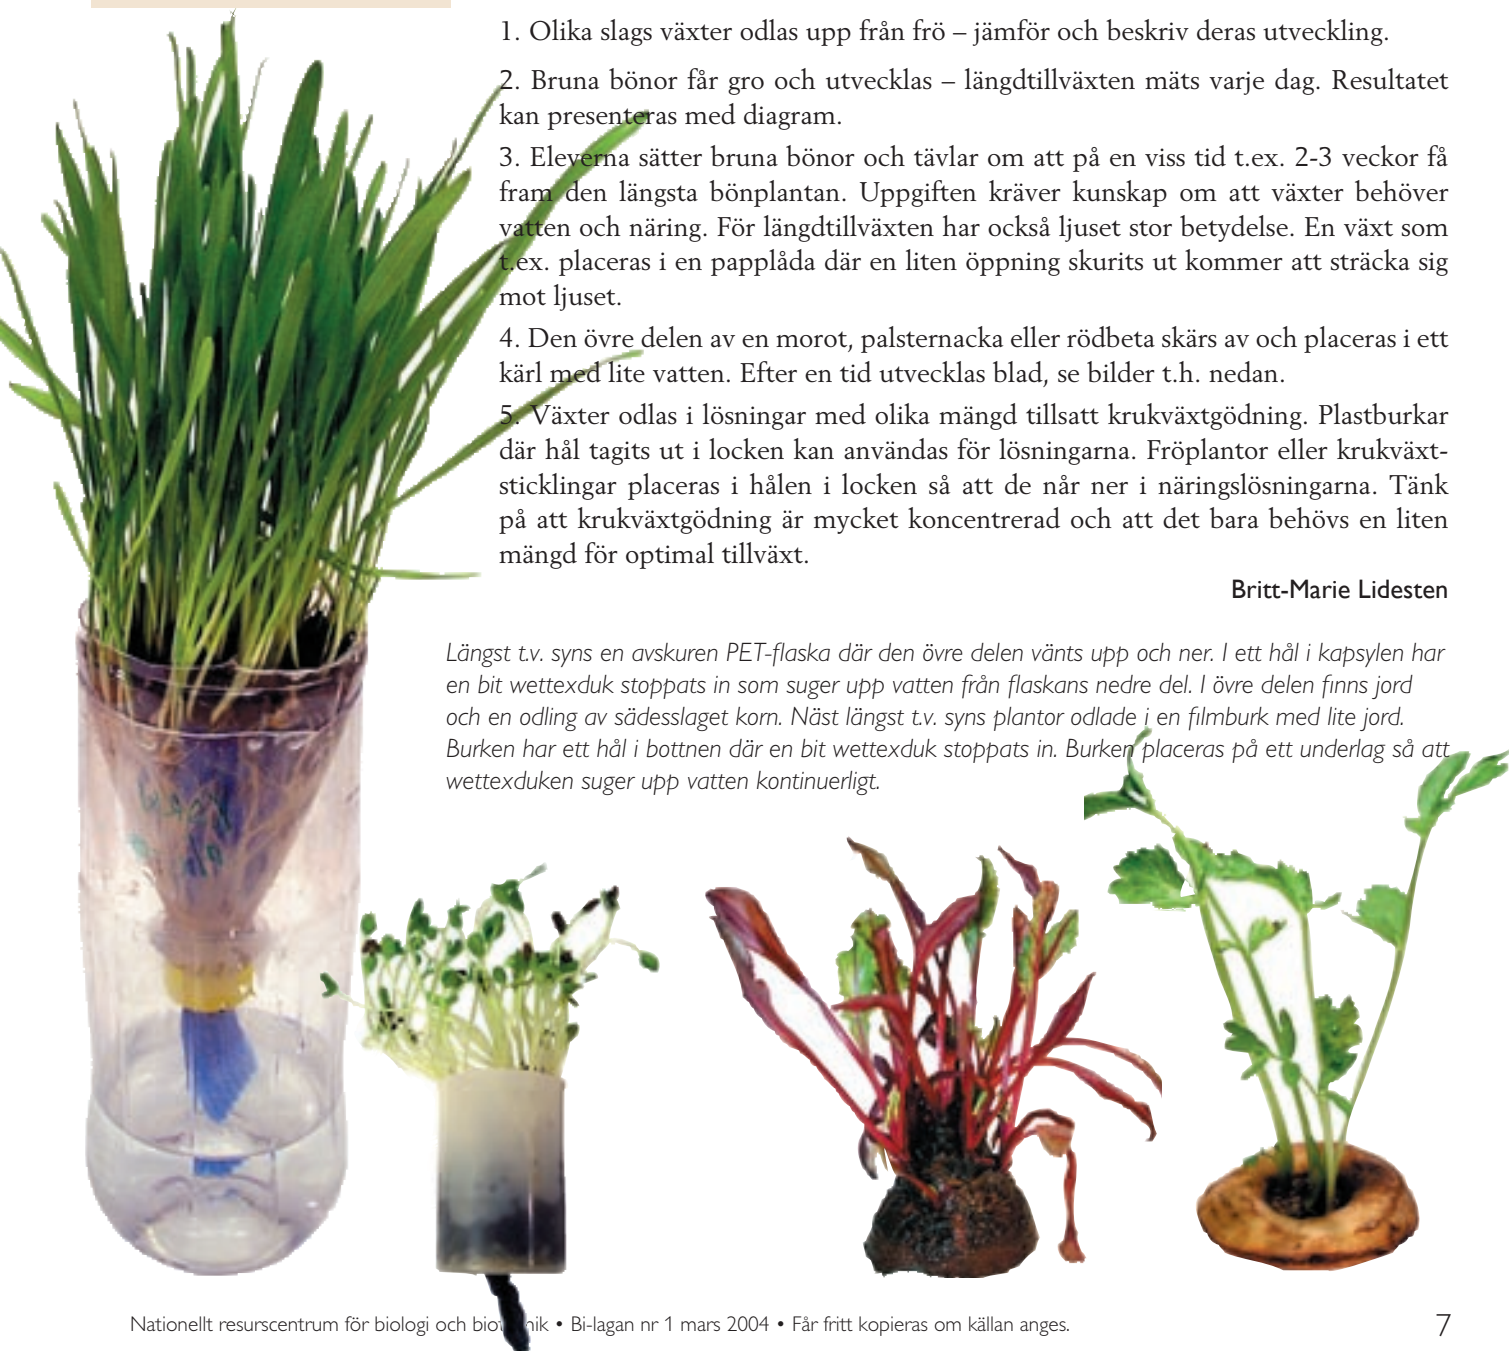 1. Olika slags växter odlas upp från frö – jämför och beskriv deras utveckling.
2. Bruna bönor får gro och utvecklas – längdtillväxten mäts varje dag. Resultatet
kan presenteras med diagram.
3. Eleverna sätter bruna bönor och tävlar om att på en viss tid t.ex. 2-3 veckor få
fram den längsta bönplantan. Uppgiften kräver kunskap om att växter behöver
vatten och näring. För längdtillväxten har också ljuset stor betydelse. En växt som
t.ex. placeras i en papplåda där en liten öppning skurits ut kommer att sträcka sig
mot ljuset.
4. Den övre delen av en morot, palsternacka eller rödbeta skärs av och placeras i ett
kärl med lite vatten. Efter en tid utvecklas blad, se bilder t.h. nedan.
5. Växter odlas i lösningar med olika mängd tillsatt krukväxtgödning. Plastburkar
där hål tagits ut i locken kan användas för lösningarna. Fröplantor eller krukväxt-
sticklingar placeras i hålen i locken så att de når ner i näringslösningarna. Tänk
på att krukväxtgödning är mycket koncentrerad och att det bara behövs en liten
mängd för optimal tillväxt.
Britt-Marie Lidesten
Längst t.v. syns en avskuren PET-flaska där den övre delen vänts upp och ner. I ett hål i kapsylen har
en bit wettexduk stoppats in som suger upp vatten från flaskans nedre del. I övre delen finns jord
och en odling av sädesslaget korn. Näst längst t.v. syns plantor odlade i en filmburk med lite jord.
Burken har ett hål i bottnen där en bit wettexduk stoppats in. Burken placeras på ett underlag så att
wettexduken suger upp vatten kontinuerligt.
Nationellt resurscentrum för biologi och bioteknik • Bi-lagan nr 1 mars 2004 • Får fritt kopieras om källan anges.
7